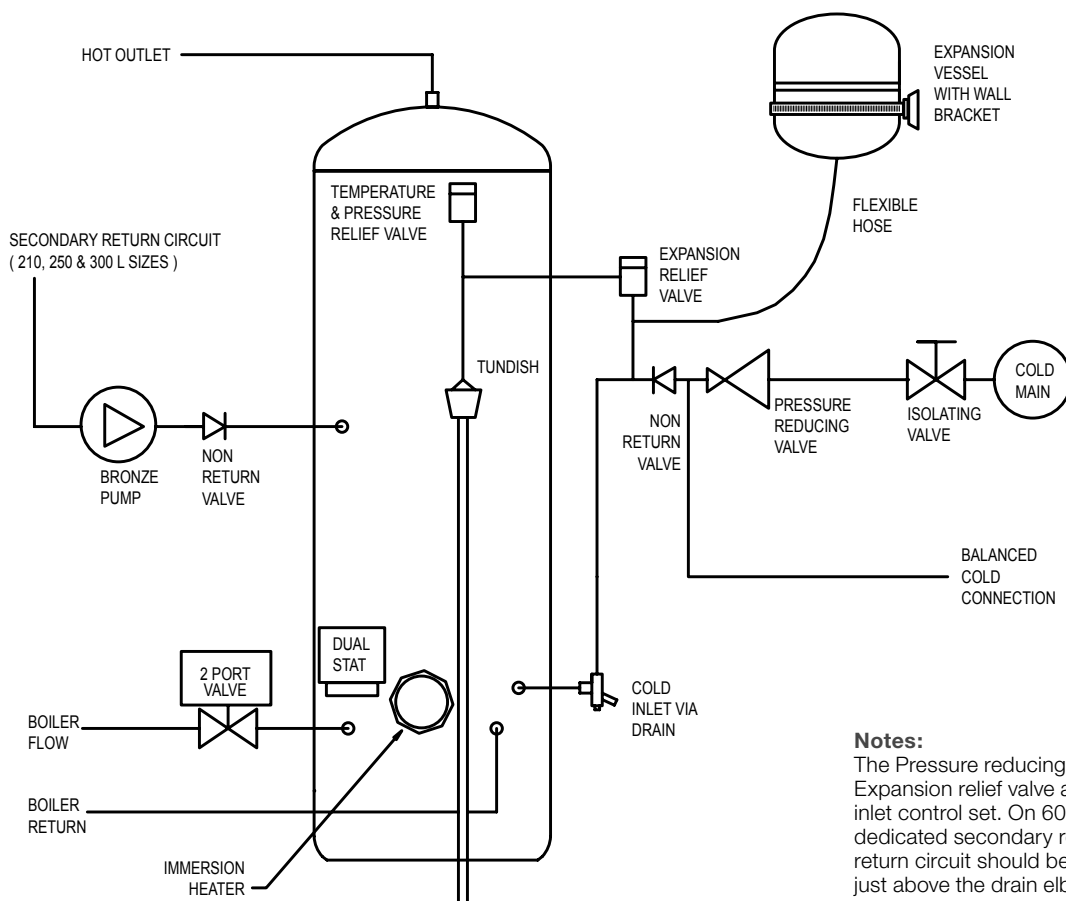 HOT OUTLET
EXPANSION
VESSEL
WITH WALL
BRACKET
TEMPERATURE
& PRESSURE
RELIEF VALVE
FLEXIBLE
HOSE
SECONDARY RETURN CIRCUIT
( 210, 250 & 300 L SIZES )
EXPANSION
RELIEF
VALVE
TUNDISH
COLD
MAIN
PRESSURE
REDUCING
VALVE
ISOLATING
VALVE
NON
RETURN
VALVE
NON
RETURN
VALVE
BRONZE
PUMP
BALANCED
COLD
CONNECTION
DUAL
STAT
2 PORT
VALVE
COLD
INLET VIA
DRAIN
BOILER
FLOW
BOILER
RETURN
IMMERSION
HEATER
Notes:
The Pressure reducing
Expansion relief valve a
inlet control set. On 60
dedicated secondary r
return circuit should be
just above the drain elb